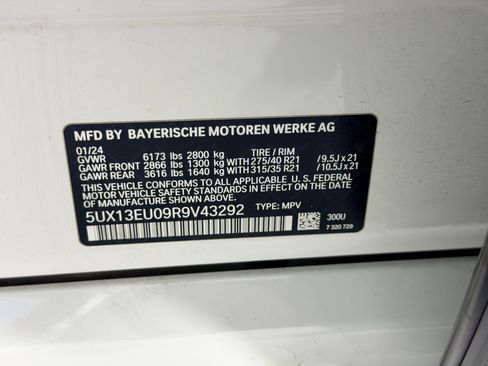 MFD BY BAYERISCHE MOTOREN WERKE AG
01/24 TIRE / RIM
GVWR 6173 lbs 2800 kg
GAWR FRONT 2866 lbs 1300 kg WITH 275/40 R21 / 9.5J x 21
GAWR REAR 3616 lbs 1640 kg WITH 315/35 R21 / 10.5J x 21
THIS VEHICLE CONFORMS TO ALL APPLICABLE U.S. FEDERAL
MOTOR VEHICLE SAFETY STANDARDS IN EFFECT ON THE
DATE OF MANUFACTURE SHOWN ABOVE.
5UX13EU09R9V43292 TYPE: MPV
300U
7 320 729